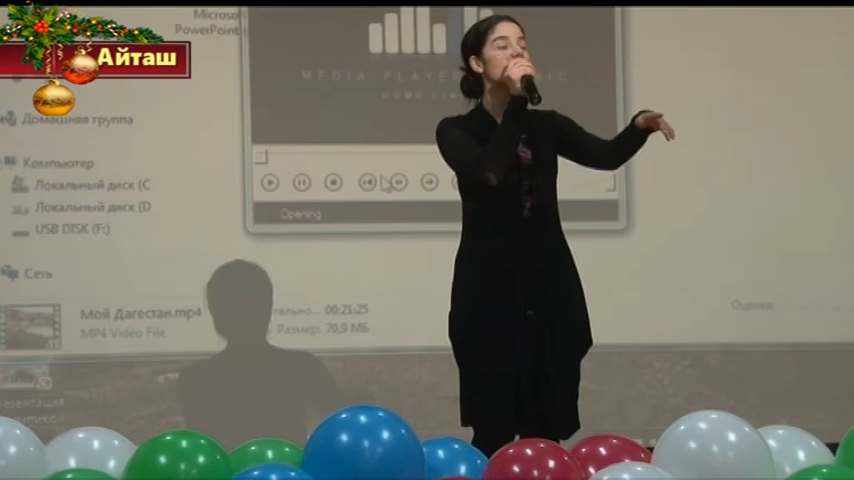 Айташ
Microsoft
PowerPoint
MEDIA PLAYER
HOME
Домашняя группа
Компьютер
Локальный диск (C
Локальный диск (D
USB DISK (F:)
Opening
Сеть
Мой Дагестан.mp4
MP4 Video File
00:21:25
Размер: 70,9 МБ
Оценка: